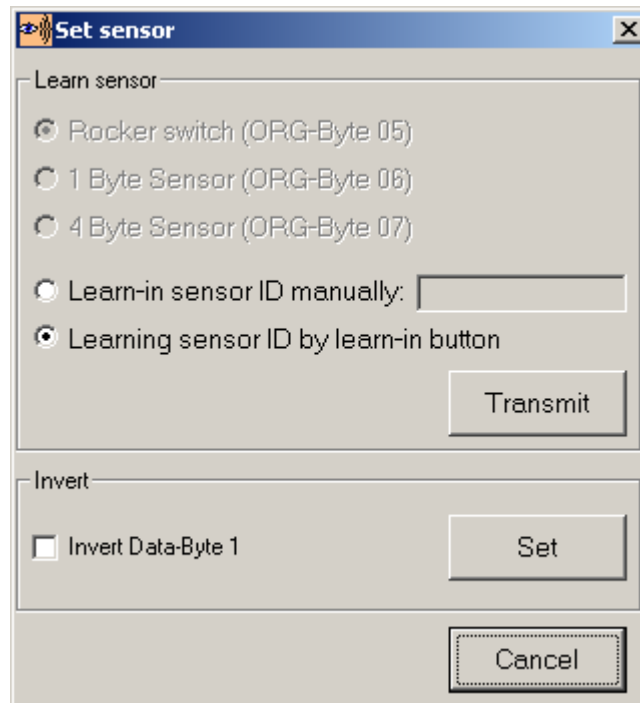 Set sensor
Learn sensor
Rocker switch (ORG-Byte 05)
1 Byte Sensor (ORG-Byte 06)
4 Byte Sensor (ORG-Byte 07)
Learn-in sensor ID manually:
Learning sensor ID by learn-in button
Transmit
Invert
Invert Data-Byte 1
Set
Cancel